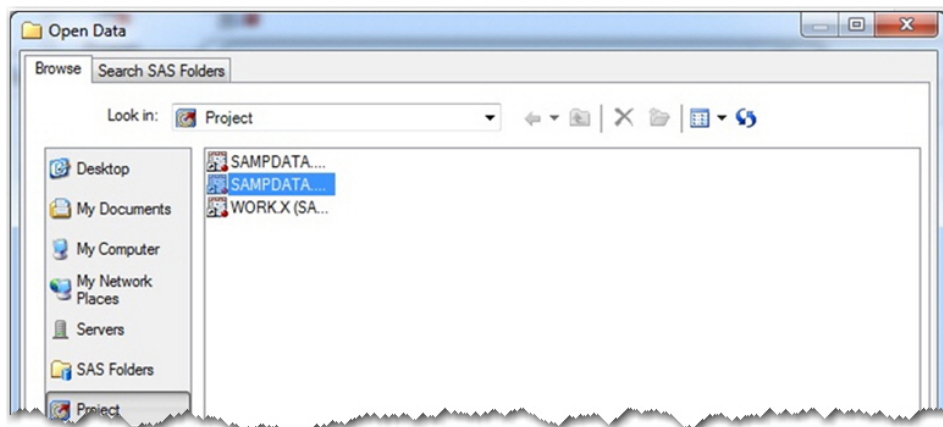 Open Data
Browse Search SAS Folders
Look in: Project
Desktop
My Documents
My Computer
My Network
Places
Servers
SAS Folders
Project
SAMPDATA....
SAMPDATA....
WORK.X (SA...